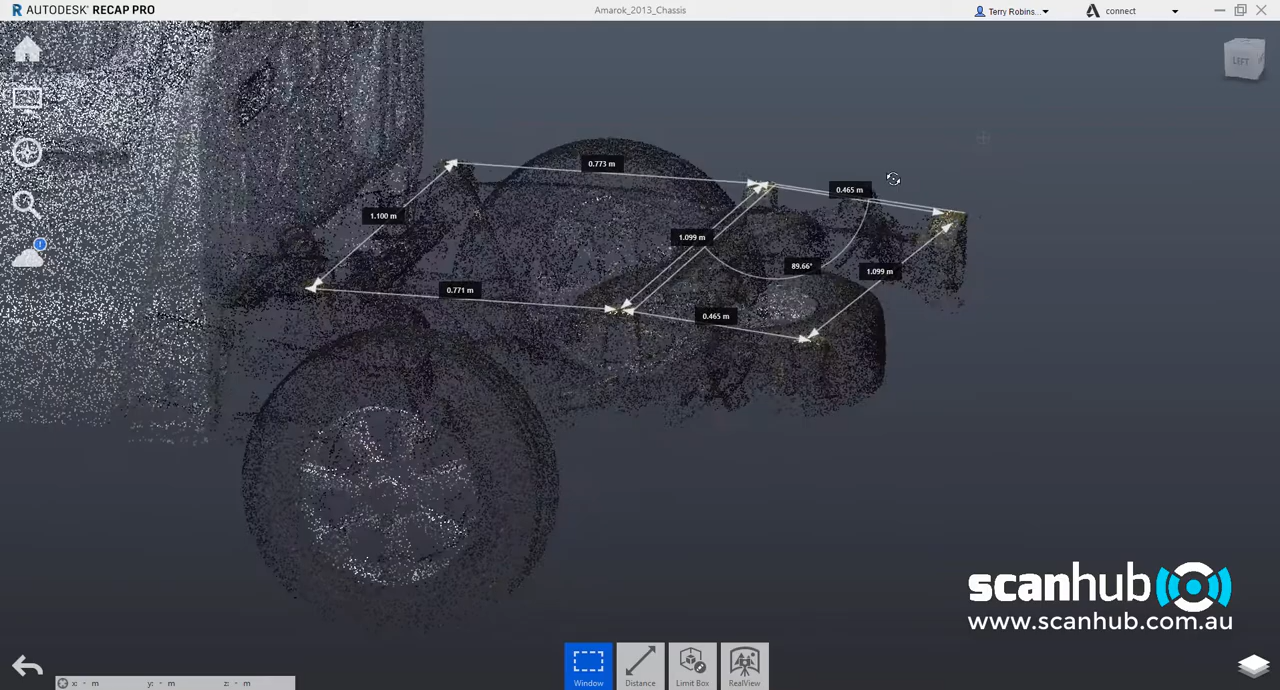 R AUTODESK RECAP PRO
Amarok_2013_Chassis
Terry Robins...
connect
LEFT
0.773 m
0.465 m
1.100 m
1.099 m
89.66°
1.099 m
0.771 m
0.465 m
scanhub
www.scanhub.com.au
Window
Distance
Limit Box
RealView
x: - m y: - m z: - m